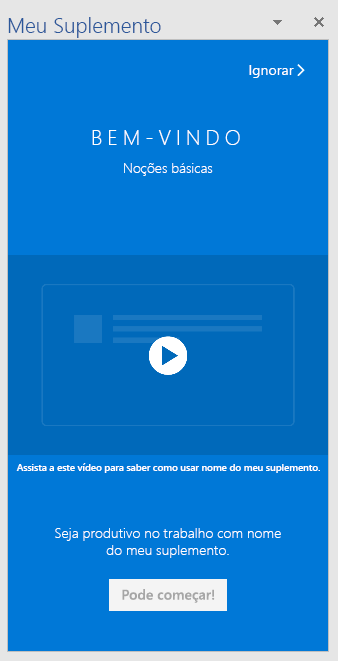 Meu Suplemento
Ignorar
BEM-VINDO
Noções básicas
Assista a este vídeo para saber como usar nome do meu suplemento.
Seja produtivo no trabalho com nome
do meu suplemento.
Pode começar!